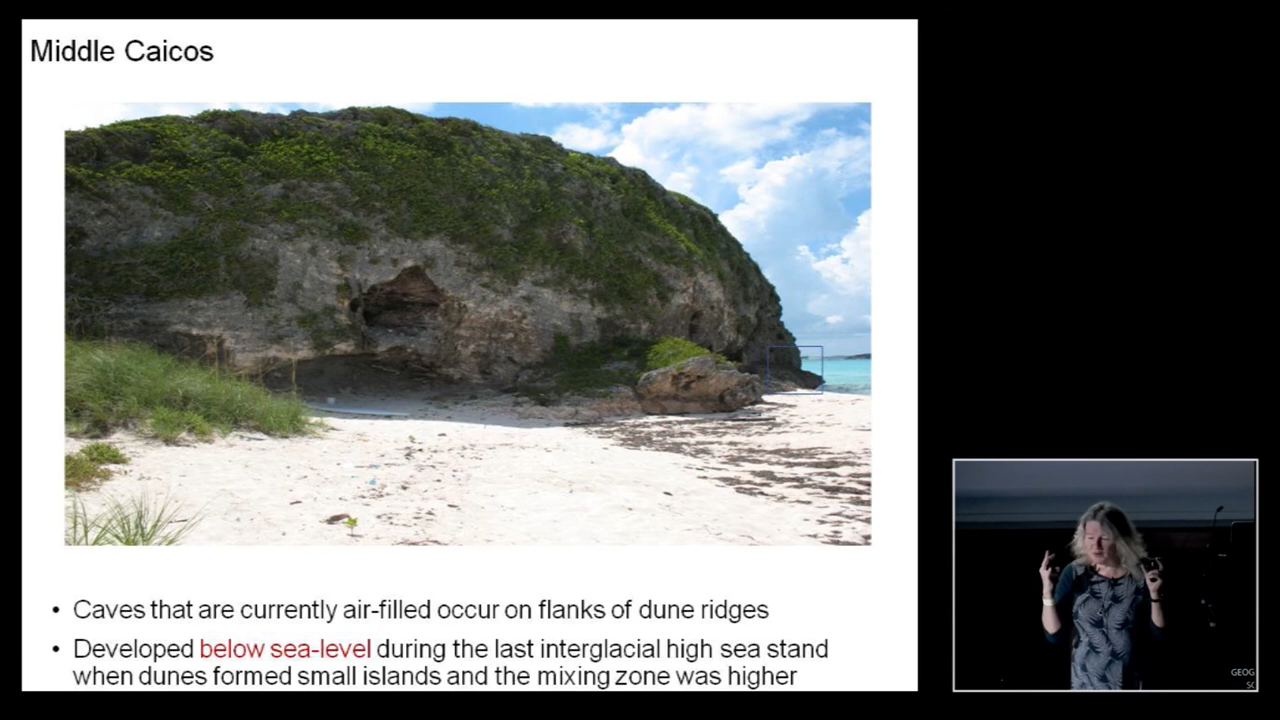 Middle Caicos
• Caves that are currently air-filled occur on flanks of dune ridges
• Developed below sea-level during the last interglacial high sea stand
when dunes formed small islands and the mixing zone was higher
GEOG